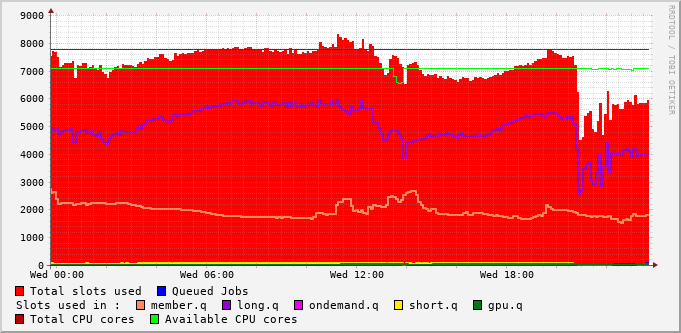 9000
8000
7000
6000
5000
4000
3000
2000
1000
0
Wed 00:00 Wed 06:00 Wed 12:00 Wed 18:00
RRDTOOL / TOBI OETIKER
Total slots used Queued Jobs
Slots used in : member.q long.q ondemand.q short.q gpu.q
Total CPU cores Available CPU cores